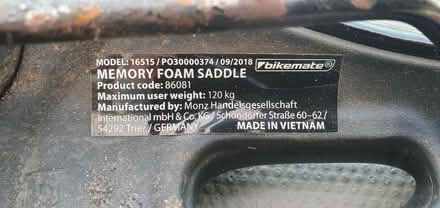 MODEL: 16515 / PO30000374 / 09/2018
bikemate®
MEMORY FOAM SADDLE
Product code: 86081
Maximum user weight: 120 kg
Manufactured by: Monz Handelsgesellschaft
International mbH & Co. KG / Schöndorfer Straße 60–62 /
54292 Trier / GERMANY
MADE IN VIETNAM